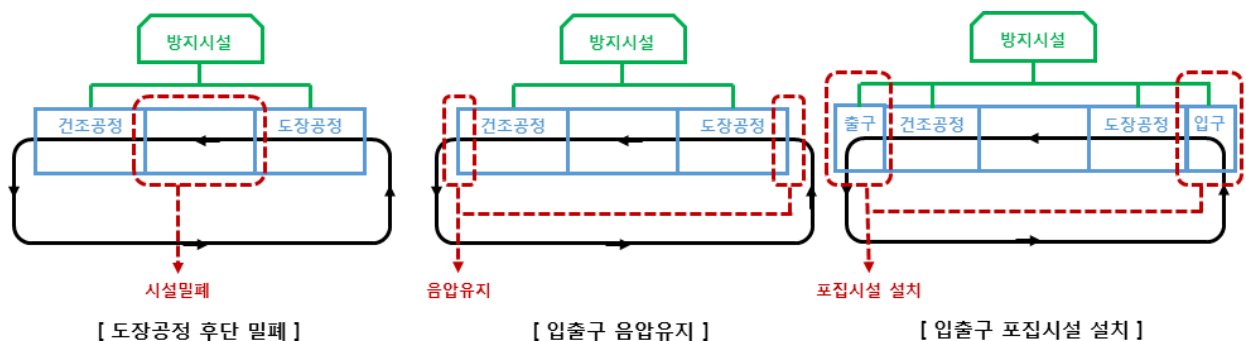 방지시설
건조공정
도장공정
시설밀폐
[ 도장공정 후단 밀폐 ]
방지시설
건조공정
도장공정
음압유지
[ 입출구 음압유지 ]
방지시설
출구
건조공정
도장공정
입구
포집시설 설치
[ 입출구 포집시설 설치 ]